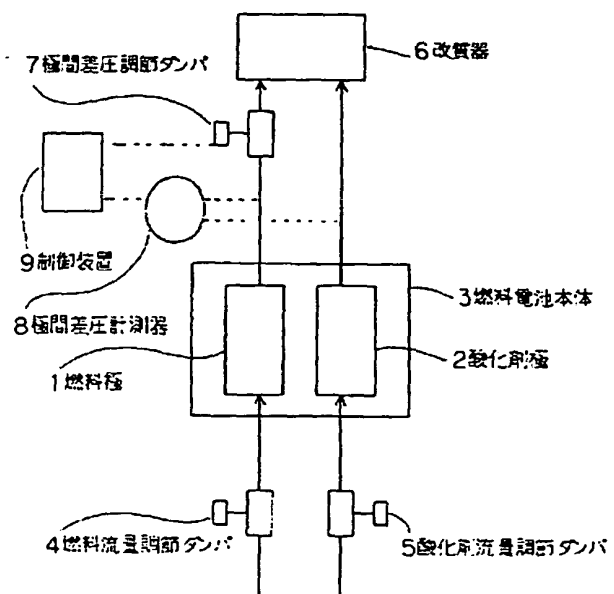 6改質器
7極間差圧調節ダンパ
9制御装置
8極間差圧計測器
3燃料電池本体
1燃料極
2酸化剤極
4燃料流量調節ダンパ
5酸化剤流量調節ダンパ